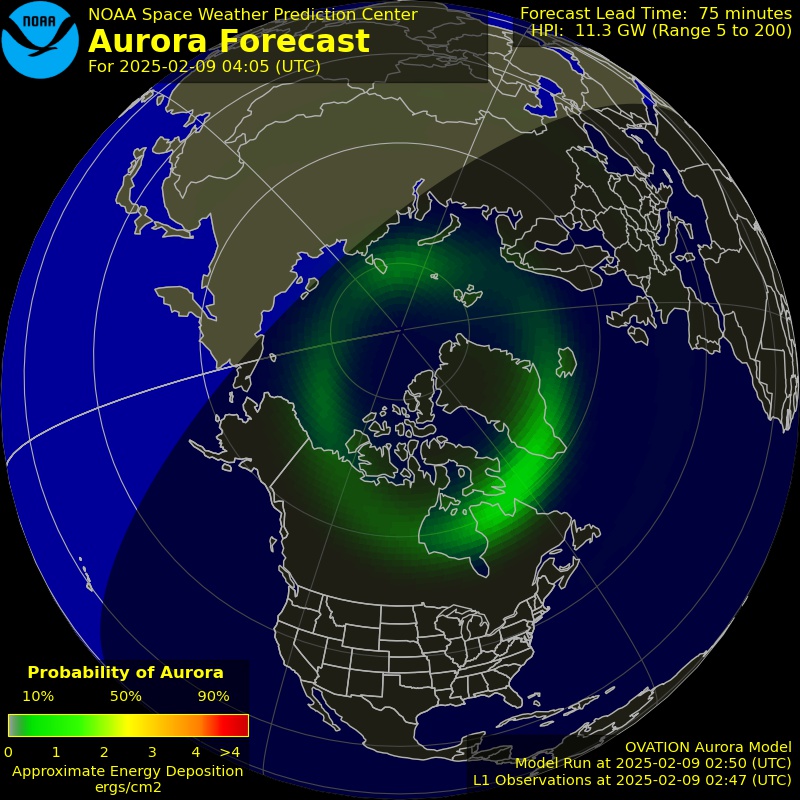 NOAA
NOAA Space Weather Prediction Center
Aurora Forecast
For 2025-02-09 04:05 (UTC)
Forecast Lead Time: 75 minutes
HPI: 11.3 GW (Range 5 to 200)
Probability of Aurora
10% 50% 90%
0 1 2 3 4 >4
Approximate Energy Deposition
ergs/cm2
OVATION Aurora Model
Model Run at 2025-02-09 02:50 (UTC)
L1 Observations at 2025-02-09 02:47 (UTC)